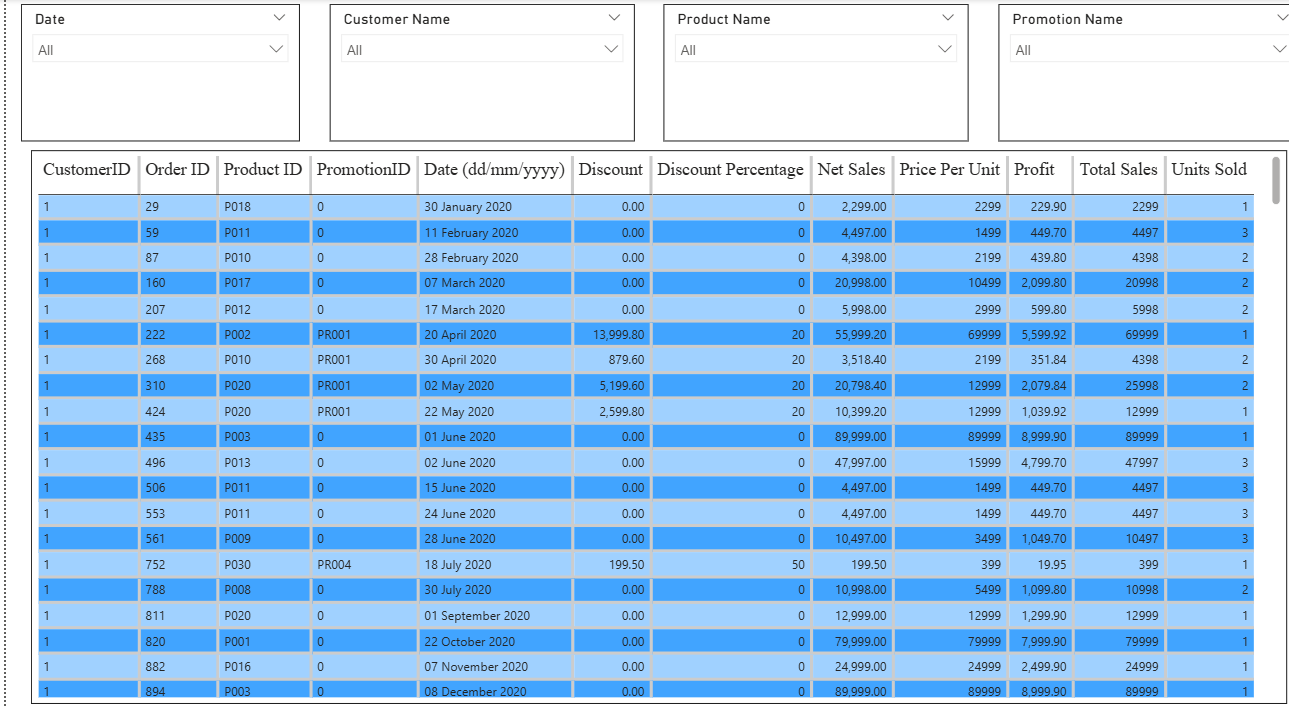 Date Customer Name Product Name Promotion Name
All All All All
CustomerID Order ID Product ID PromotionID Date (dd/mm/yyyy) Discount Discount Percentage Net Sales Price Per Unit Profit Total Sales Units Sold
1 29 P018 0 30 January 2020 0.00 0 2,299.00 2299 229.90 2299 1
1 59 P011 0 11 February 2020 0.00 0 4,497.00 1499 449.70 4497 3
1 87 P010 0 28 February 2020 0.00 0 4,398.00 2199 439.80 4398 2
1 160 P017 0 07 March 2020 0.00 0 20,998.00 10499 2,099.80 20998 2
1 207 P012 0 17 March 2020 0.00 0 5,998.00 2999 599.80 5998 2
1 222 P002 PR001 20 April 2020 13,999.80 20 55,999.20 69999 5,599.92 69999 1
1 268 P010 PR001 30 April 2020 879.60 20 3,518.40 2199 351.84 4398 2
1 310 P020 PR001 02 May 2020 5,199.60 20 20,798.40 12999 2,079.84 25998 2
1 424 P020 PR001 22 May 2020 2,599.80 20 10,399.20 12999 1,039.92 12999 1
1 435 P003 0 01 June 2020 0.00 0 89,999.00 89999 8,999.90 89999 1
1 496 P013 0 02 June 2020 0.00 0 47,997.00 15999 4,799.70 47997 3
1 506 P011 0 15 June 2020 0.00 0 4,497.00 1499 449.70 4497 3
1 553 P011 0 24 June 2020 0.00 0 4,497.00 1499 449.70 4497 3
1 561 P009 0 28 June 2020 0.00 0 10,497.00 3499 1,049.70 10497 3
1 752 P030 PR004 18 July 2020 199.50 50 199.50 399 19.95 399 1
1 788 P008 0 30 July 2020 0.00 0 10,998.00 5499 1,099.80 10998 2
1 811 P020 0 01 September 2020 0.00 0 12,999.00 12999 1,299.90 12999 1
1 820 P001 0 22 October 2020 0.00 0 79,999.00 79999 7,999.90 79999 1
1 882 P016 0 07 November 2020 0.00 0 24,999.00 24999 2,499.90 24999 1
1 894 P003 0 08 December 2020 0.00 0 89,999.00 89999 8,999.90 89999 1